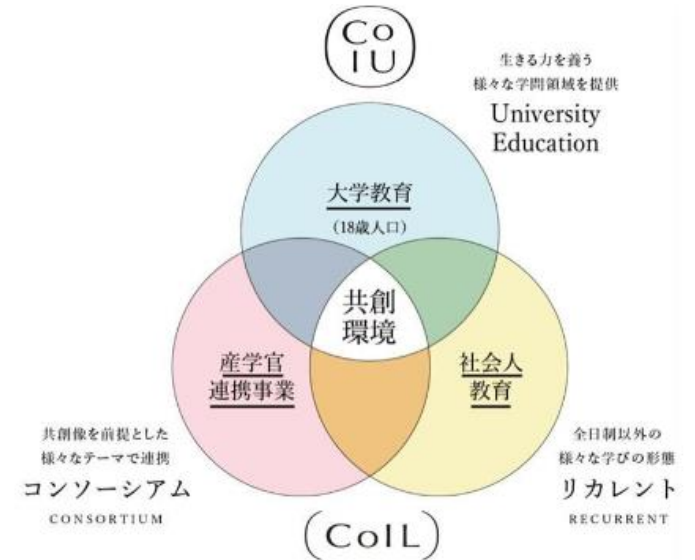 Co
IU
生きる力を養う
様々な学問領域を提供
University
Education
大学教育
(18歳人口)
共創
環境
産学官
連携事業
社会人
教育
共創像を前提とした
様々なテーマで連携
コンソーシアム
CONSORTIUM
全日制以外の
様々な学びの形態
リカレント
RECURRENT
(CoIL)